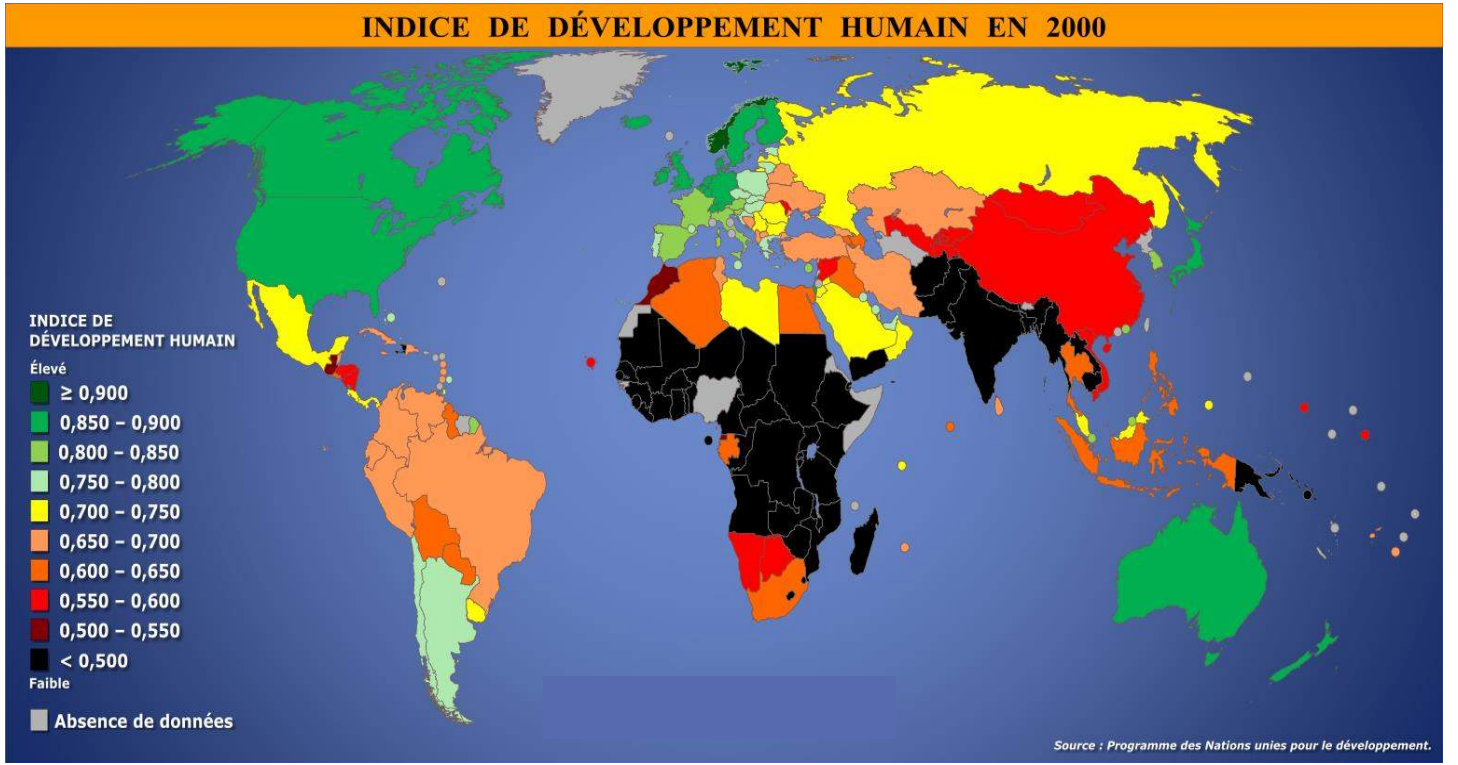 INDICE DE DÉVELOPPEMENT HUMAIN EN 2000
INDICE DE
DÉVELOPPEMENT HUMAIN
Élevé
≥ 0,900
0,850 – 0,900
0,800 – 0,850
0,750 – 0,800
0,700 – 0,750
0,650 – 0,700
0,600 – 0,650
0,550 – 0,600
0,500 – 0,550
< 0,500
Faible
Absence de données
Source : Programme des Nations unies pour le développement.